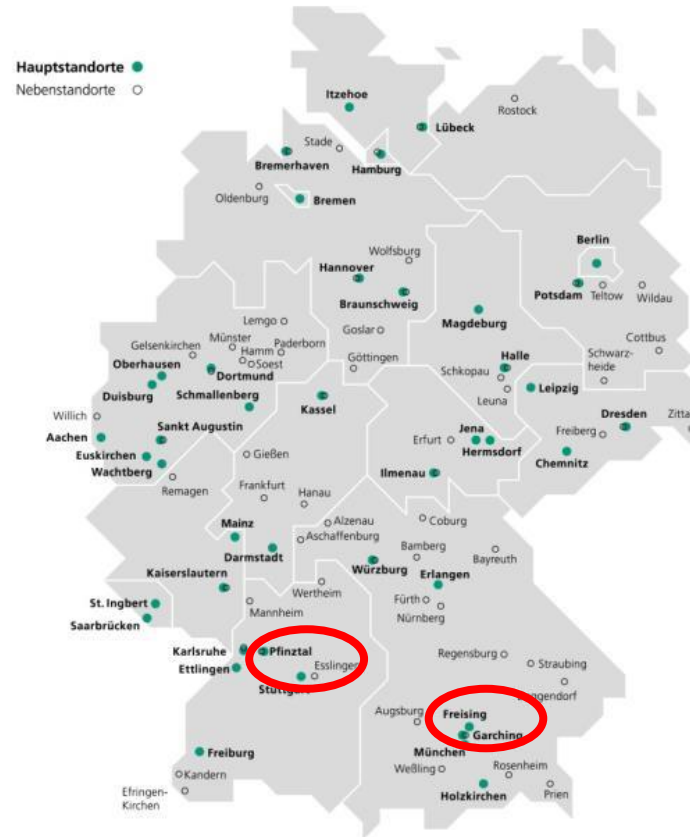 Hauptstandorte
Nebenstandorte
Itzehoe
Rostock
Lübeck
Stade
Bremerhaven
Hamburg
Oldenburg
Bremen
Wolfsburg
Berlin
Hannover
Braunschweig
Potsdam
Teltow
Wildau
Magdeburg
Lemgo
Goslar
Münster
Gelsenkirchen
Hamm
Paderborn
Soest
Göttingen
Cottbus
Schwarz-
heide
Oberhausen
Dortmund
Halle
Schkopau
Duisburg
Schmallenberg
Kassel
Leuna
Leipzig
Willich
Sankt Augustin
Dresden
Zitta
Aachen
Erfurt
Jena
Freiberg
Euskirchen
Hermsdorf
Chemnitz
Wachtberg
Gießen
Ilmenau
Remagen
Frankfurt
Hanau
Alzenau
Coburg
Mainz
Aschaffenburg
Bamberg
Bayreuth
Darmstadt
Würzburg
Erlangen
Kaiserslautern
Wertheim
St. Ingbert
Mannheim
Fürth
Saarbrücken
Nürnberg
Karlsruhe
Pfinztal
Regensburg
Ettlingen
Esslingen
Straubing
Stuttgart
Augsburg
Freising
Garching
Freiburg
München
Kandern
Weßling
Rosenheim
Efringen-
Kirchen
Holzkirchen
Prien